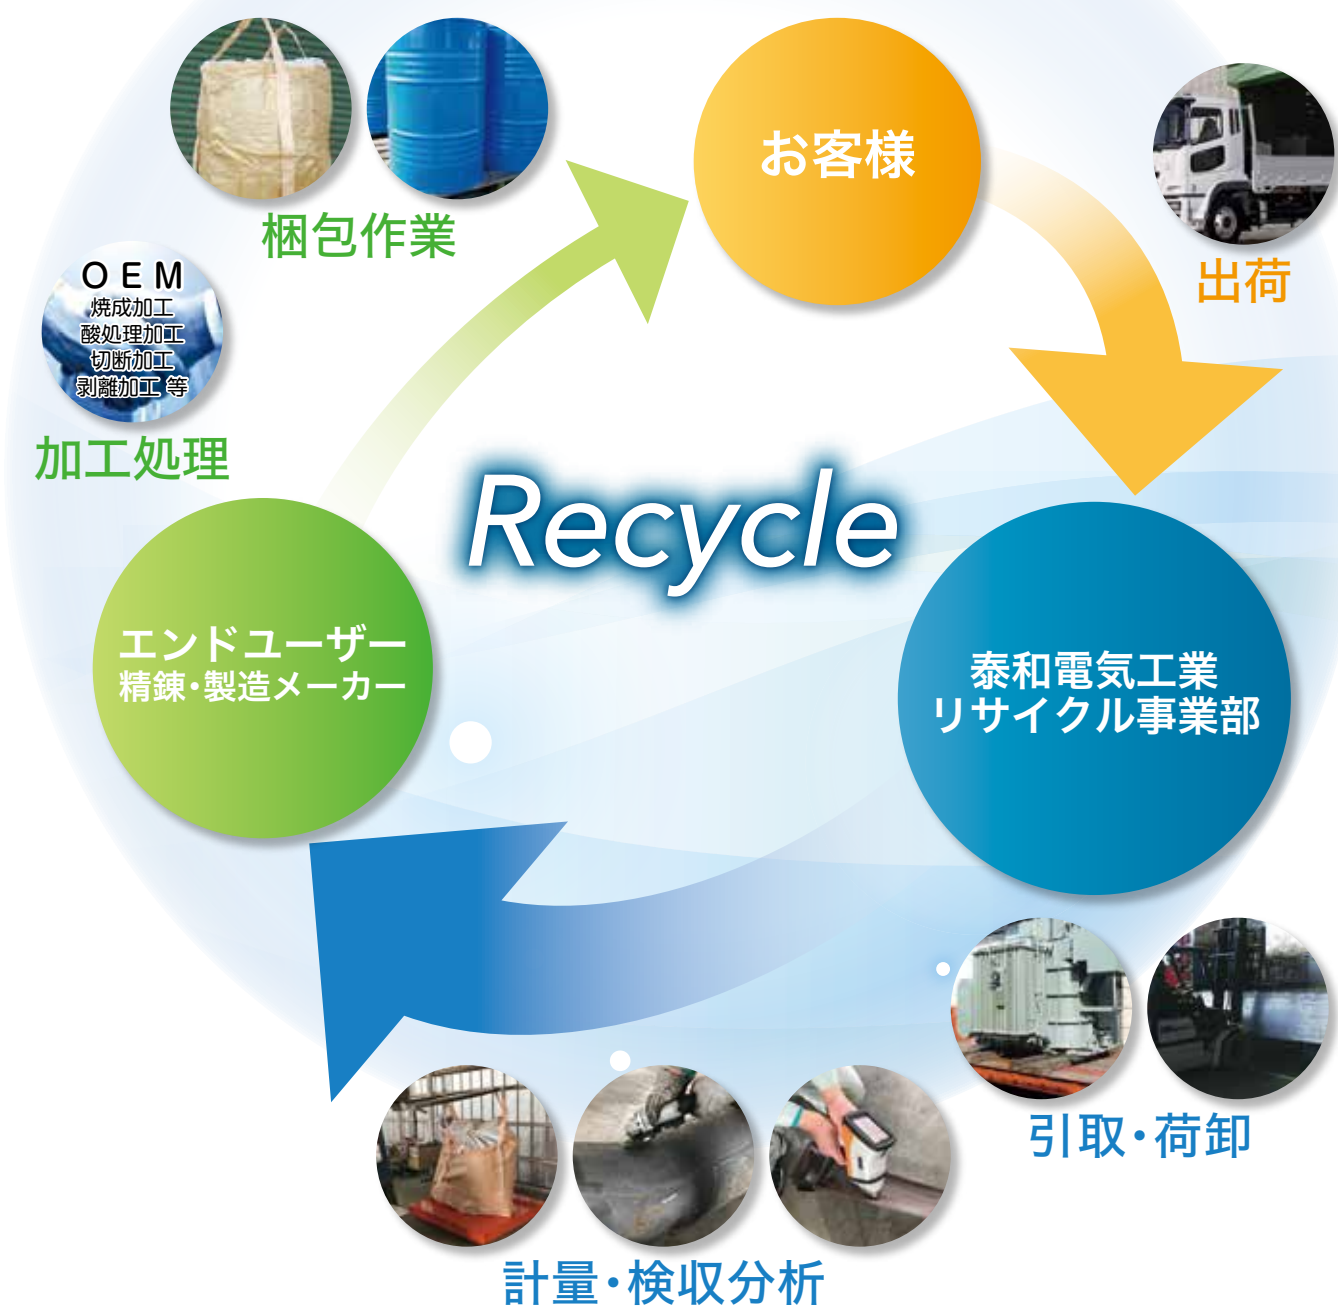 お客様
梱包作業
出荷
OEM
焼成加工
酸処理加工
切断加工
剥離加工 等
加工処理
Recycle
エンドユーザー
精錬・製造メーカー
泰和電気工業
リサイクル事業部
引取・荷卸
計量・検収分析